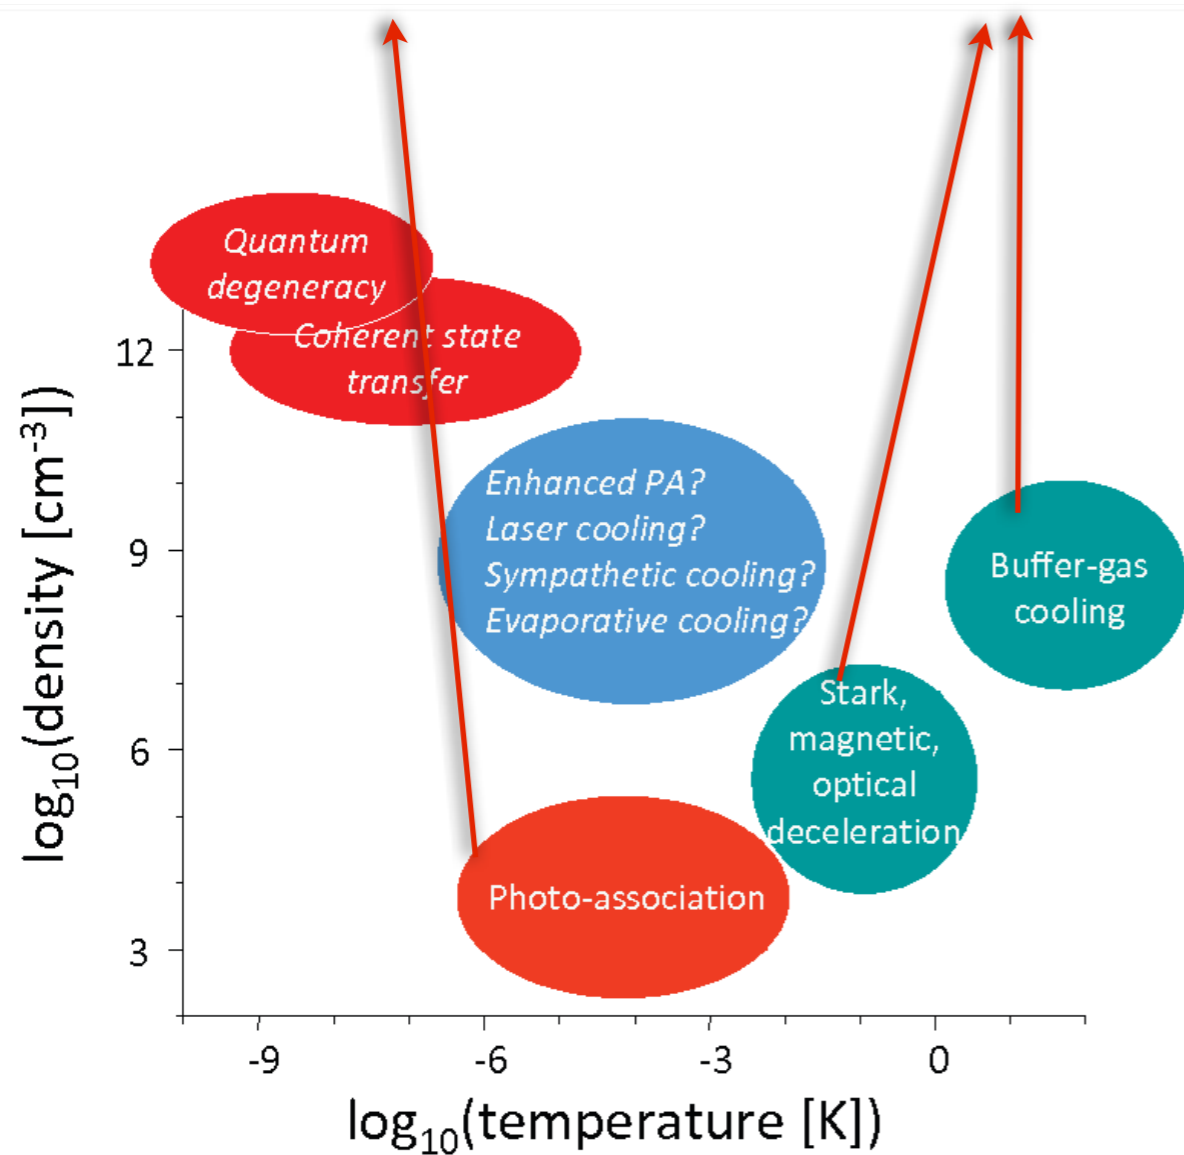 Quantum
degeneracy
Coherent state
transfer
12
Enhanced PA?
Laser cooling?
Sympathetic cooling?
Evaporative cooling?
9
Buffer-gas
cooling
Stark,
magnetic,
optical
deceleration
6
Photo-association
3
log10(density [cm-3])
-9 -6 -3 0
log10(temperature [K])